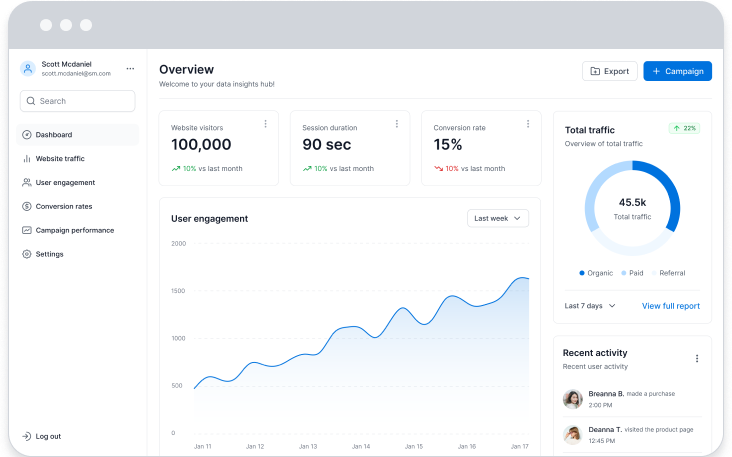 Scott Mcdaniel
scott.mcdaniel@sm.com
Search
Dashboard
Website traffic
User engagement
Conversion rates
Campaign performance
Settings
Log out
Overview
Welcome to your data insights hub!
Export
Campaign
Website visitors
100,000
10% vs last month
Session duration
90 sec
10% vs last month
Conversion rate
15%
10% vs last month
User engagement
Last week
2000
1500
1000
500
0
Jan 11 Jan 12 Jan 13 Jan 14 Jan 15 Jan 16 Jan 17
Total traffic
22%
Overview of total traffic
45.5k
Total traffic
Organic Paid Referral
Last 7 days
View full report
Recent activity
Recent user activity
Breanna B. made a purchase
2:00 PM
Deanna T. visited the product page
12:45 PM